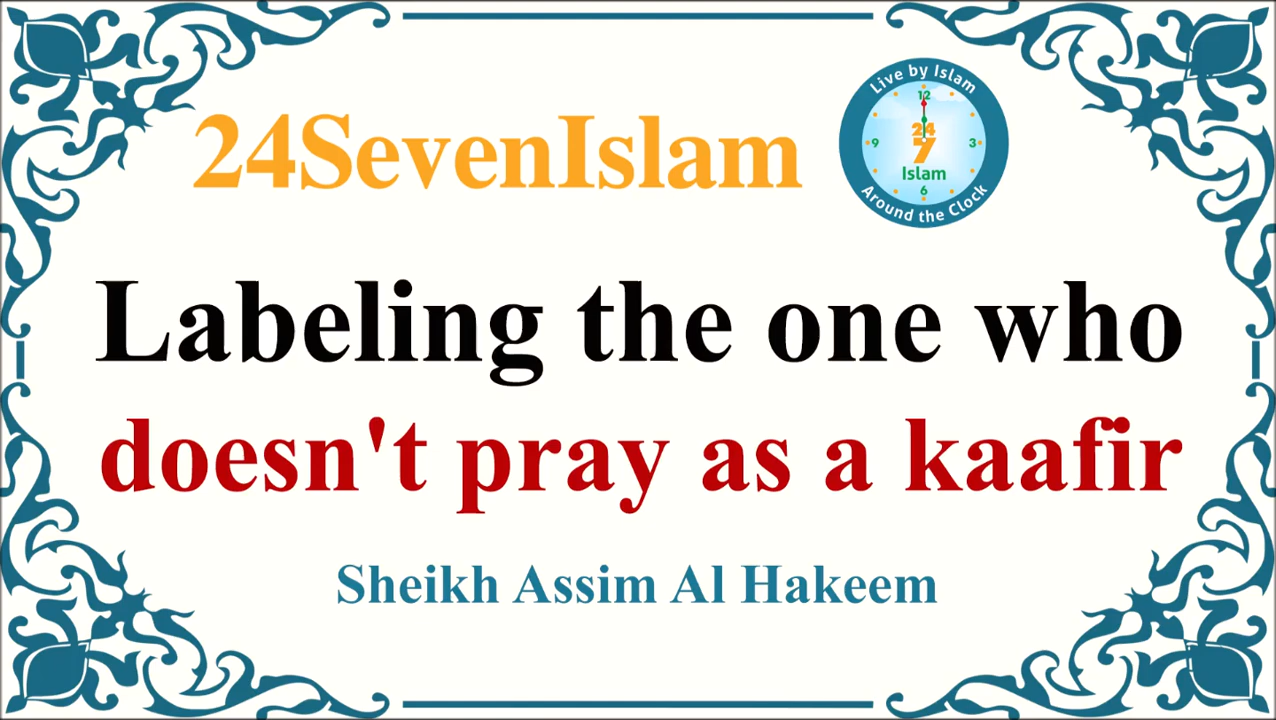 24SevenIslam
Live by Islam
12
24
7
9
3
Islam
6
Around the Clock
Labeling the one who
doesn't pray as a kaafir
Sheikh Assim Al Hakeem